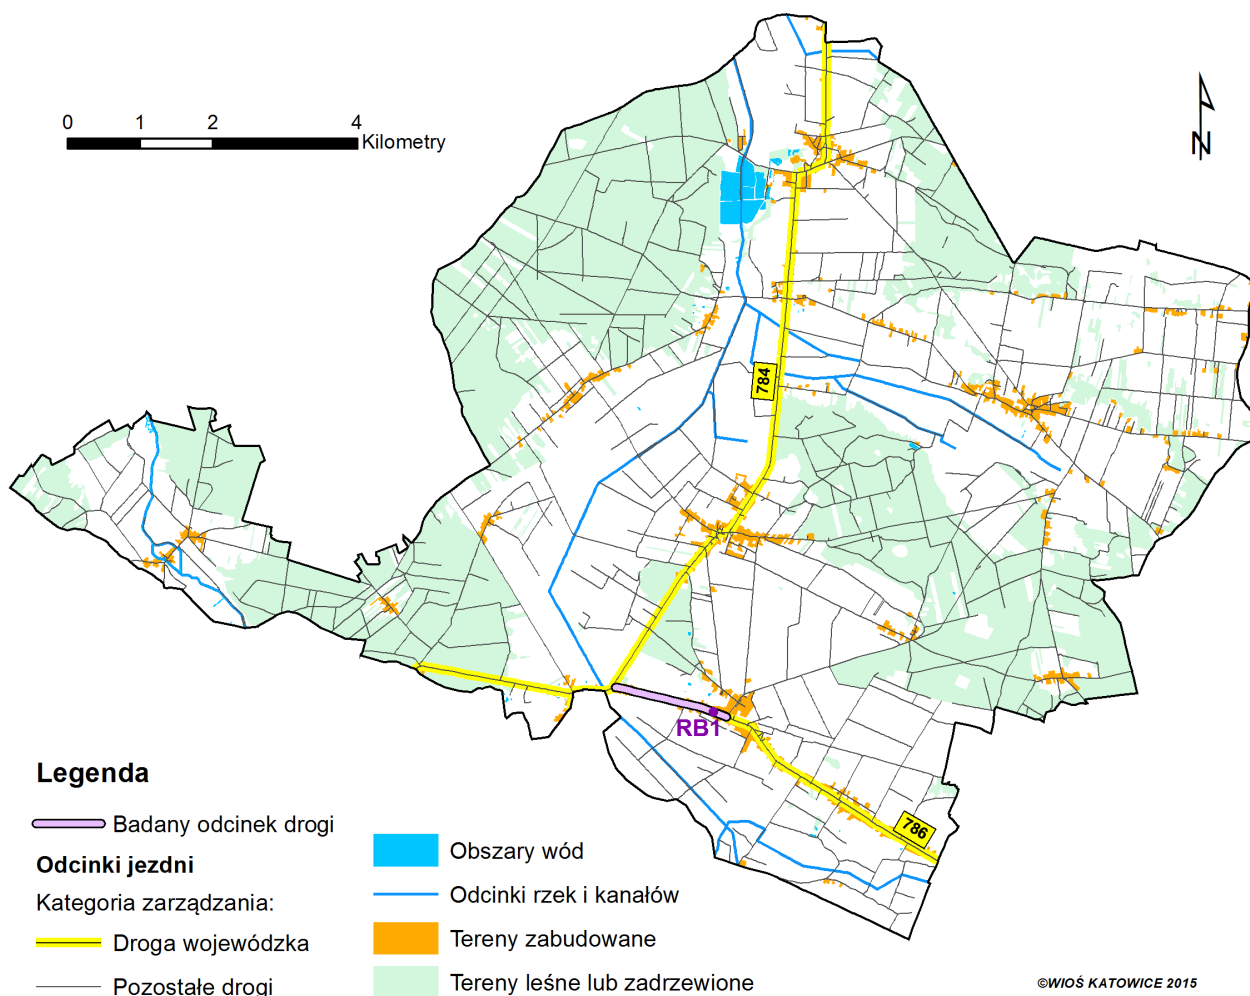 0 1 2 4
Kilometry
N
784
RB1
786
Legenda
Badany odcinek drogi
Odcinki jezdni
Kategoria zarządzania:
Droga wojewódzka
Pozostałe drogi
Obszary wód
Odcinki rzek i kanałów
Tereny zabudowane
Tereny leśne lub zadrzewione
©WIOŚ KATOWICE 2015